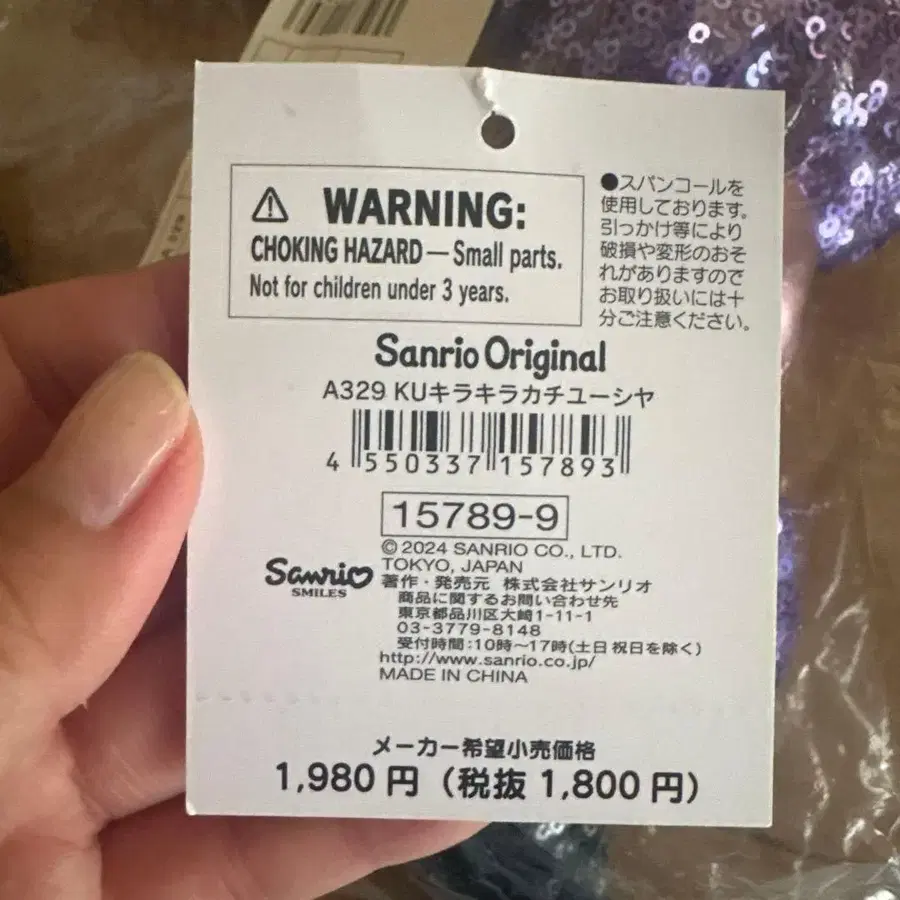 WARNING:
CHOKING HAZARD — Small parts.
Not for children under 3 years.
●スパンコールを
使用しております。
引っかけ等により
破損や変形のおそ
れがありますので
お取り扱いには十
分ご注意ください。
Sanrio Original
A329 KUキラキラカチューシヤ
4 550337 157893
15789-9
© 2024 SANRIO CO., LTD.
TOKYO, JAPAN
Sanrio
SMILES
著作・発売元 株式会社サンリオ
商品に関するお問い合わせ先
東京都品川区大崎1-11-1
03-3779-8148
受付時間:10時〜17時(土日 祝日を除く)
http://www.sanrio.co.jp/
MADE IN CHINA
メーカー希望小売価格
1,980 円 (税抜 1,800 円)